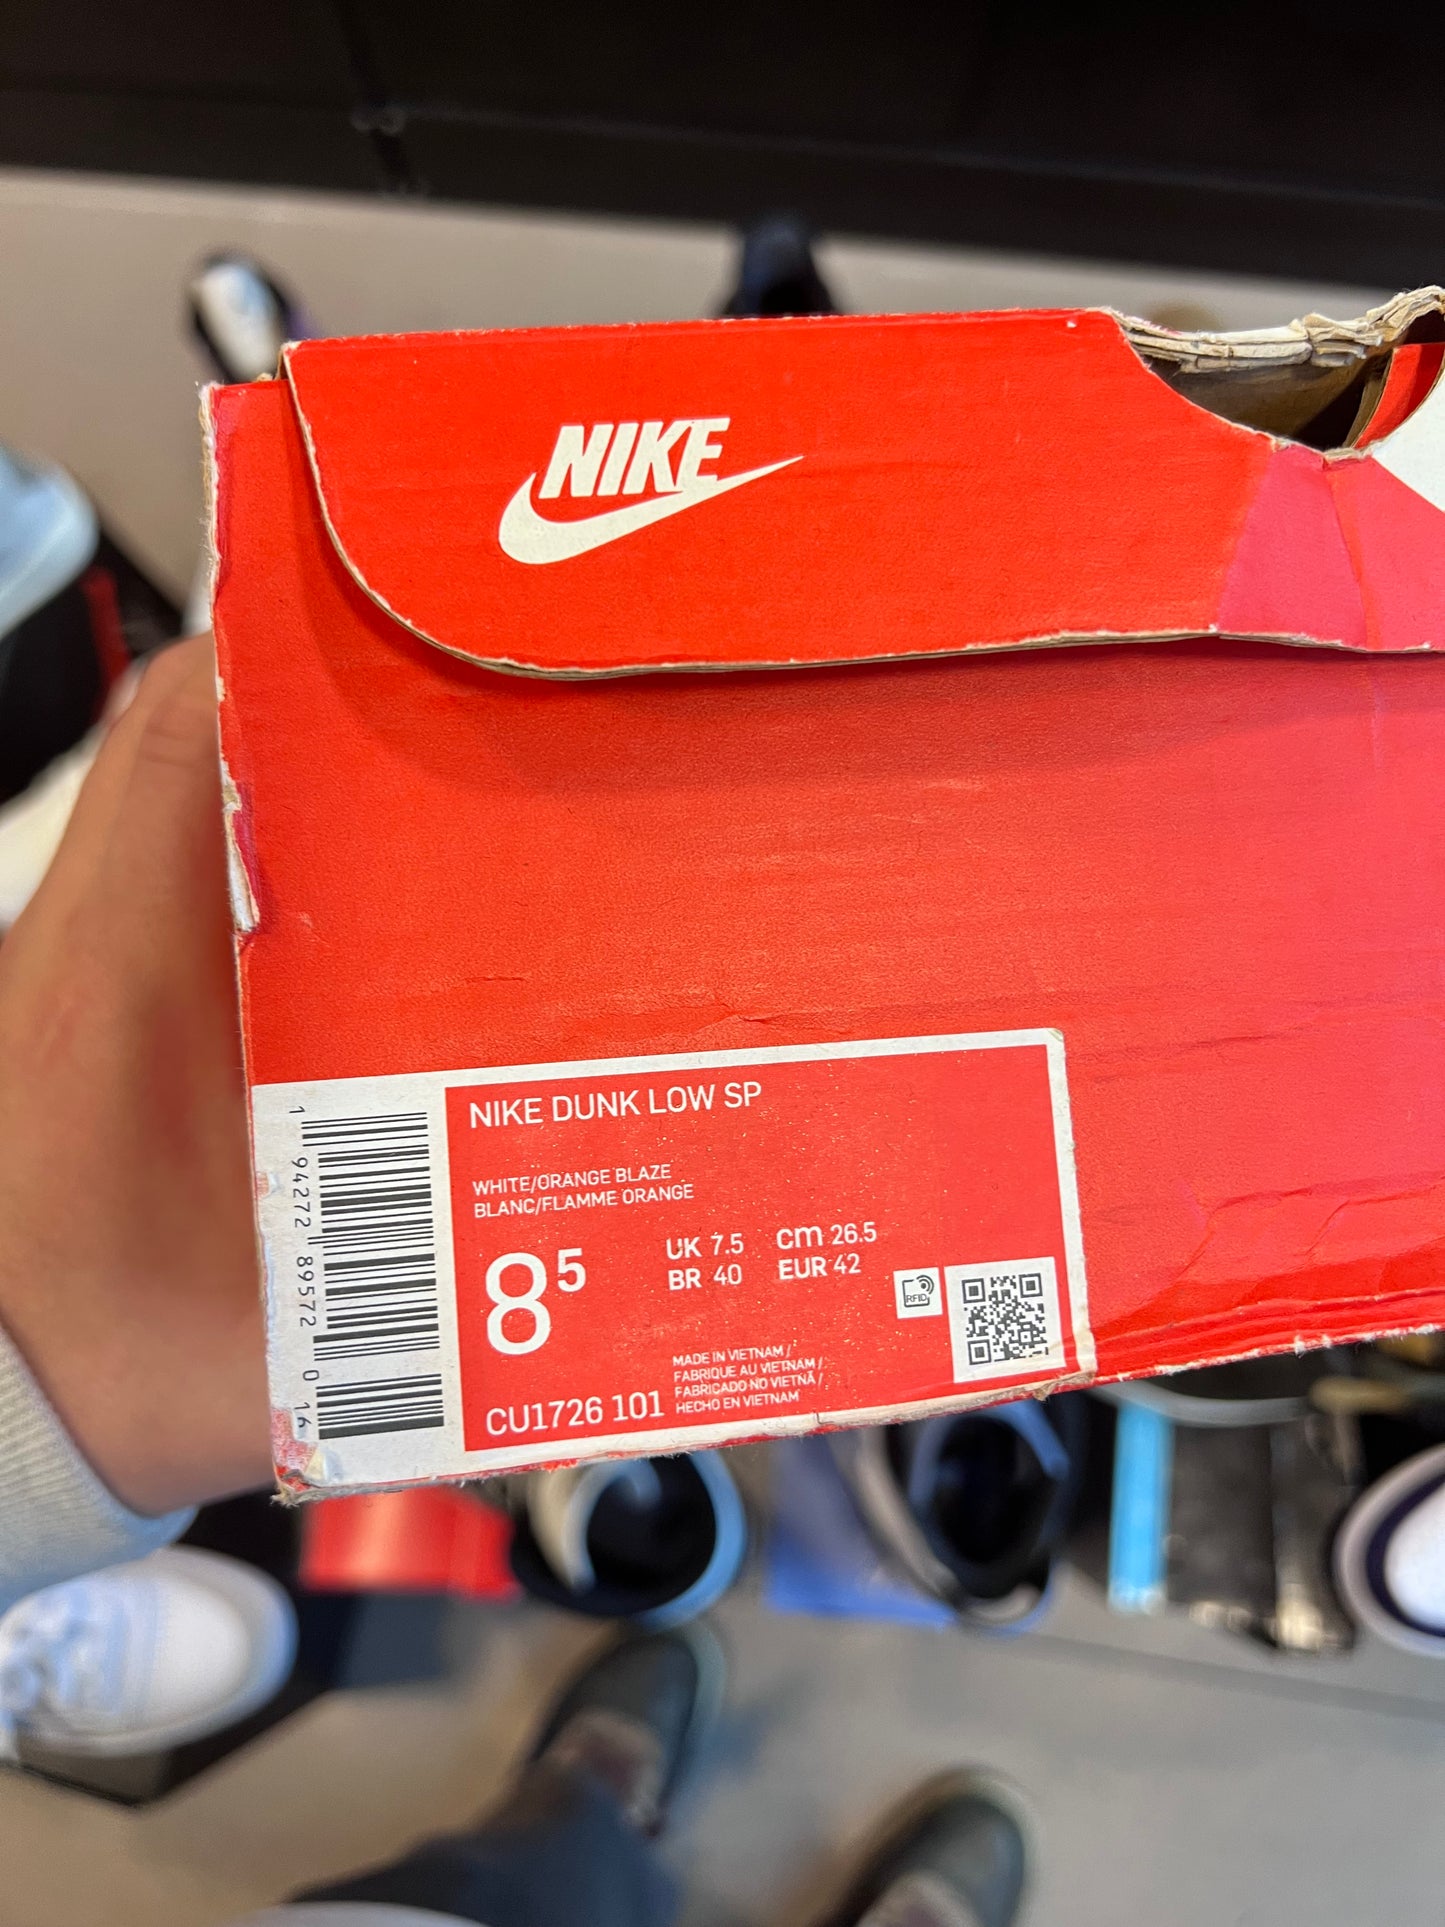 NIKE
NIKE DUNK LOW SP
WHITE/ORANGE BLAZE
BLANC/FLAMME ORANGE
8⁵
UK 7.5 cm 26.5
BR 40 EUR 42
RFID
MADE IN VIETNAM /
FABRIQUE AU VIETNAM /
FABRICADO NO VIETNÃ /
HECHO EN VIETNAM
CU1726 101
1 94272 89572 0 16